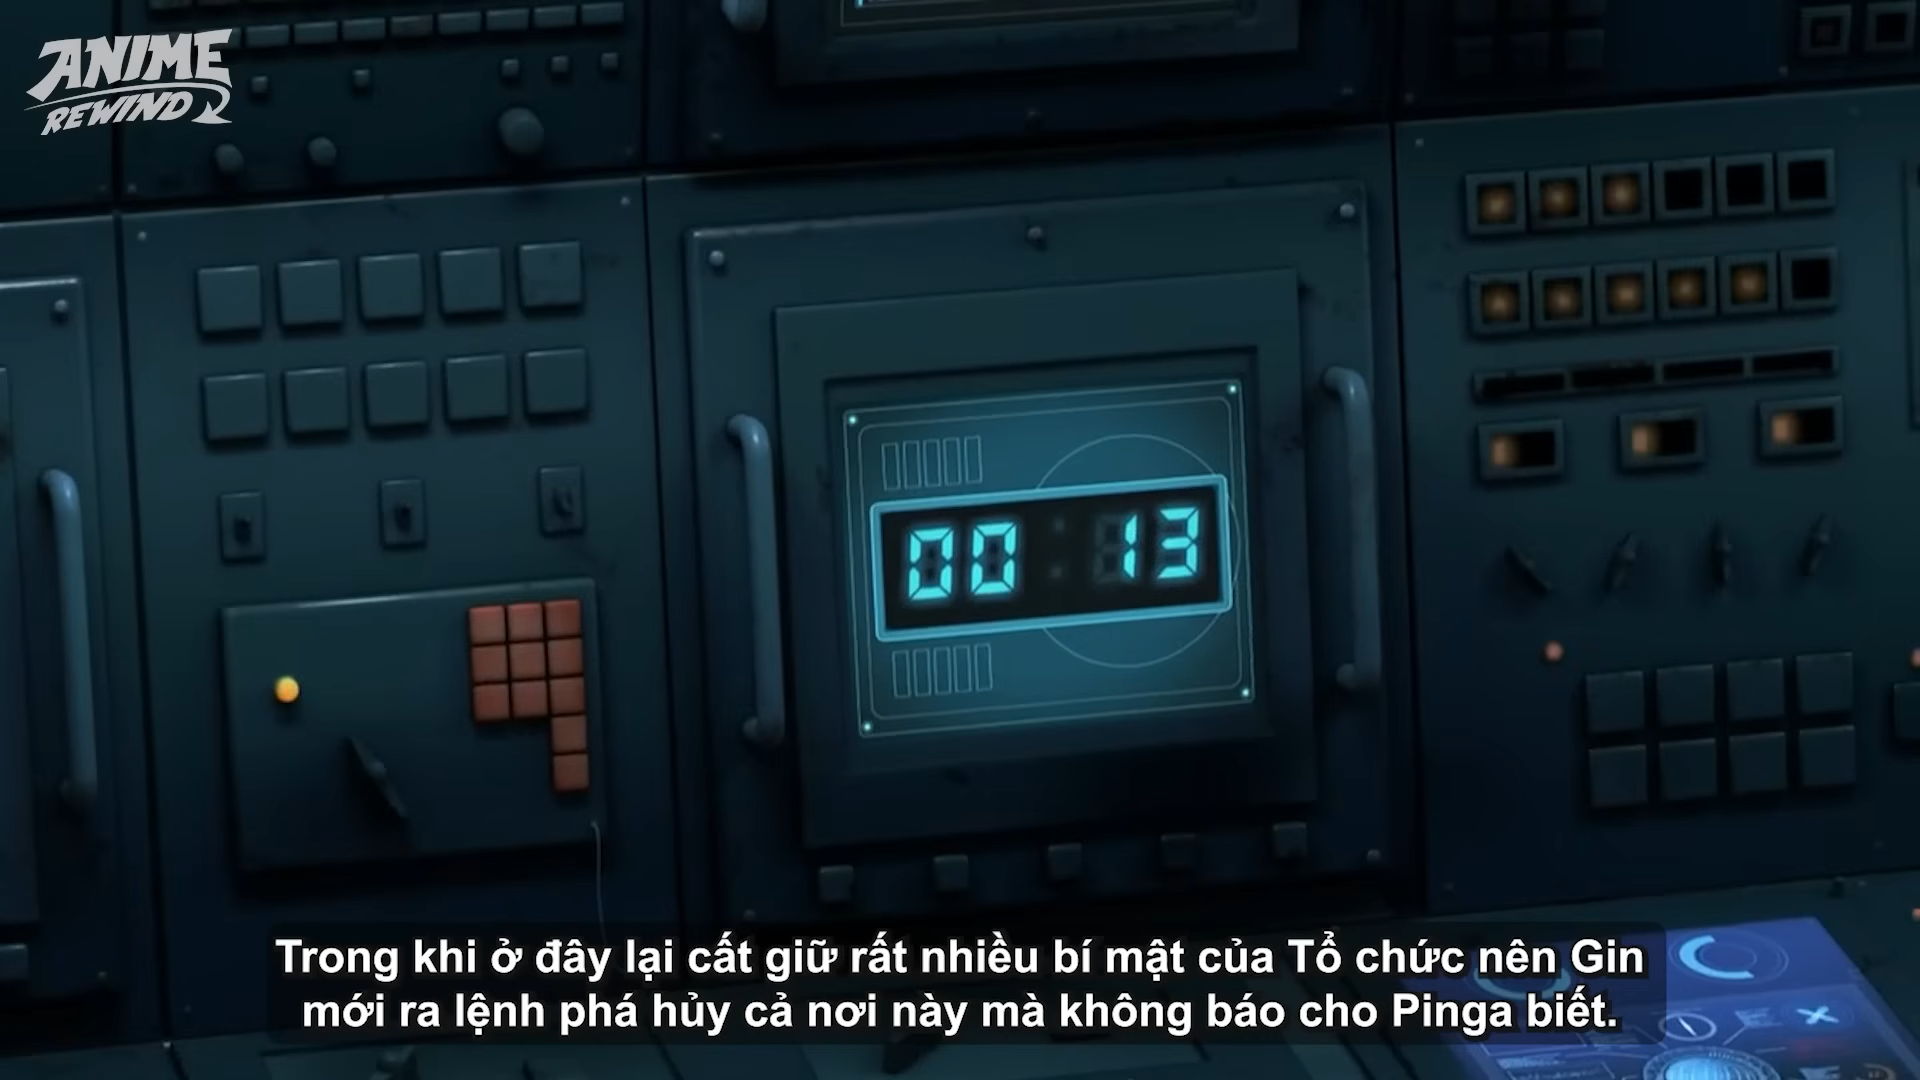 ANIME
REWIND
00:13
Trong khi ở đây lại cất giữ rất nhiều bí mật của Tổ chức nên Gin
mới ra lệnh phá hủy cả nơi này mà không báo cho Pinga biết.